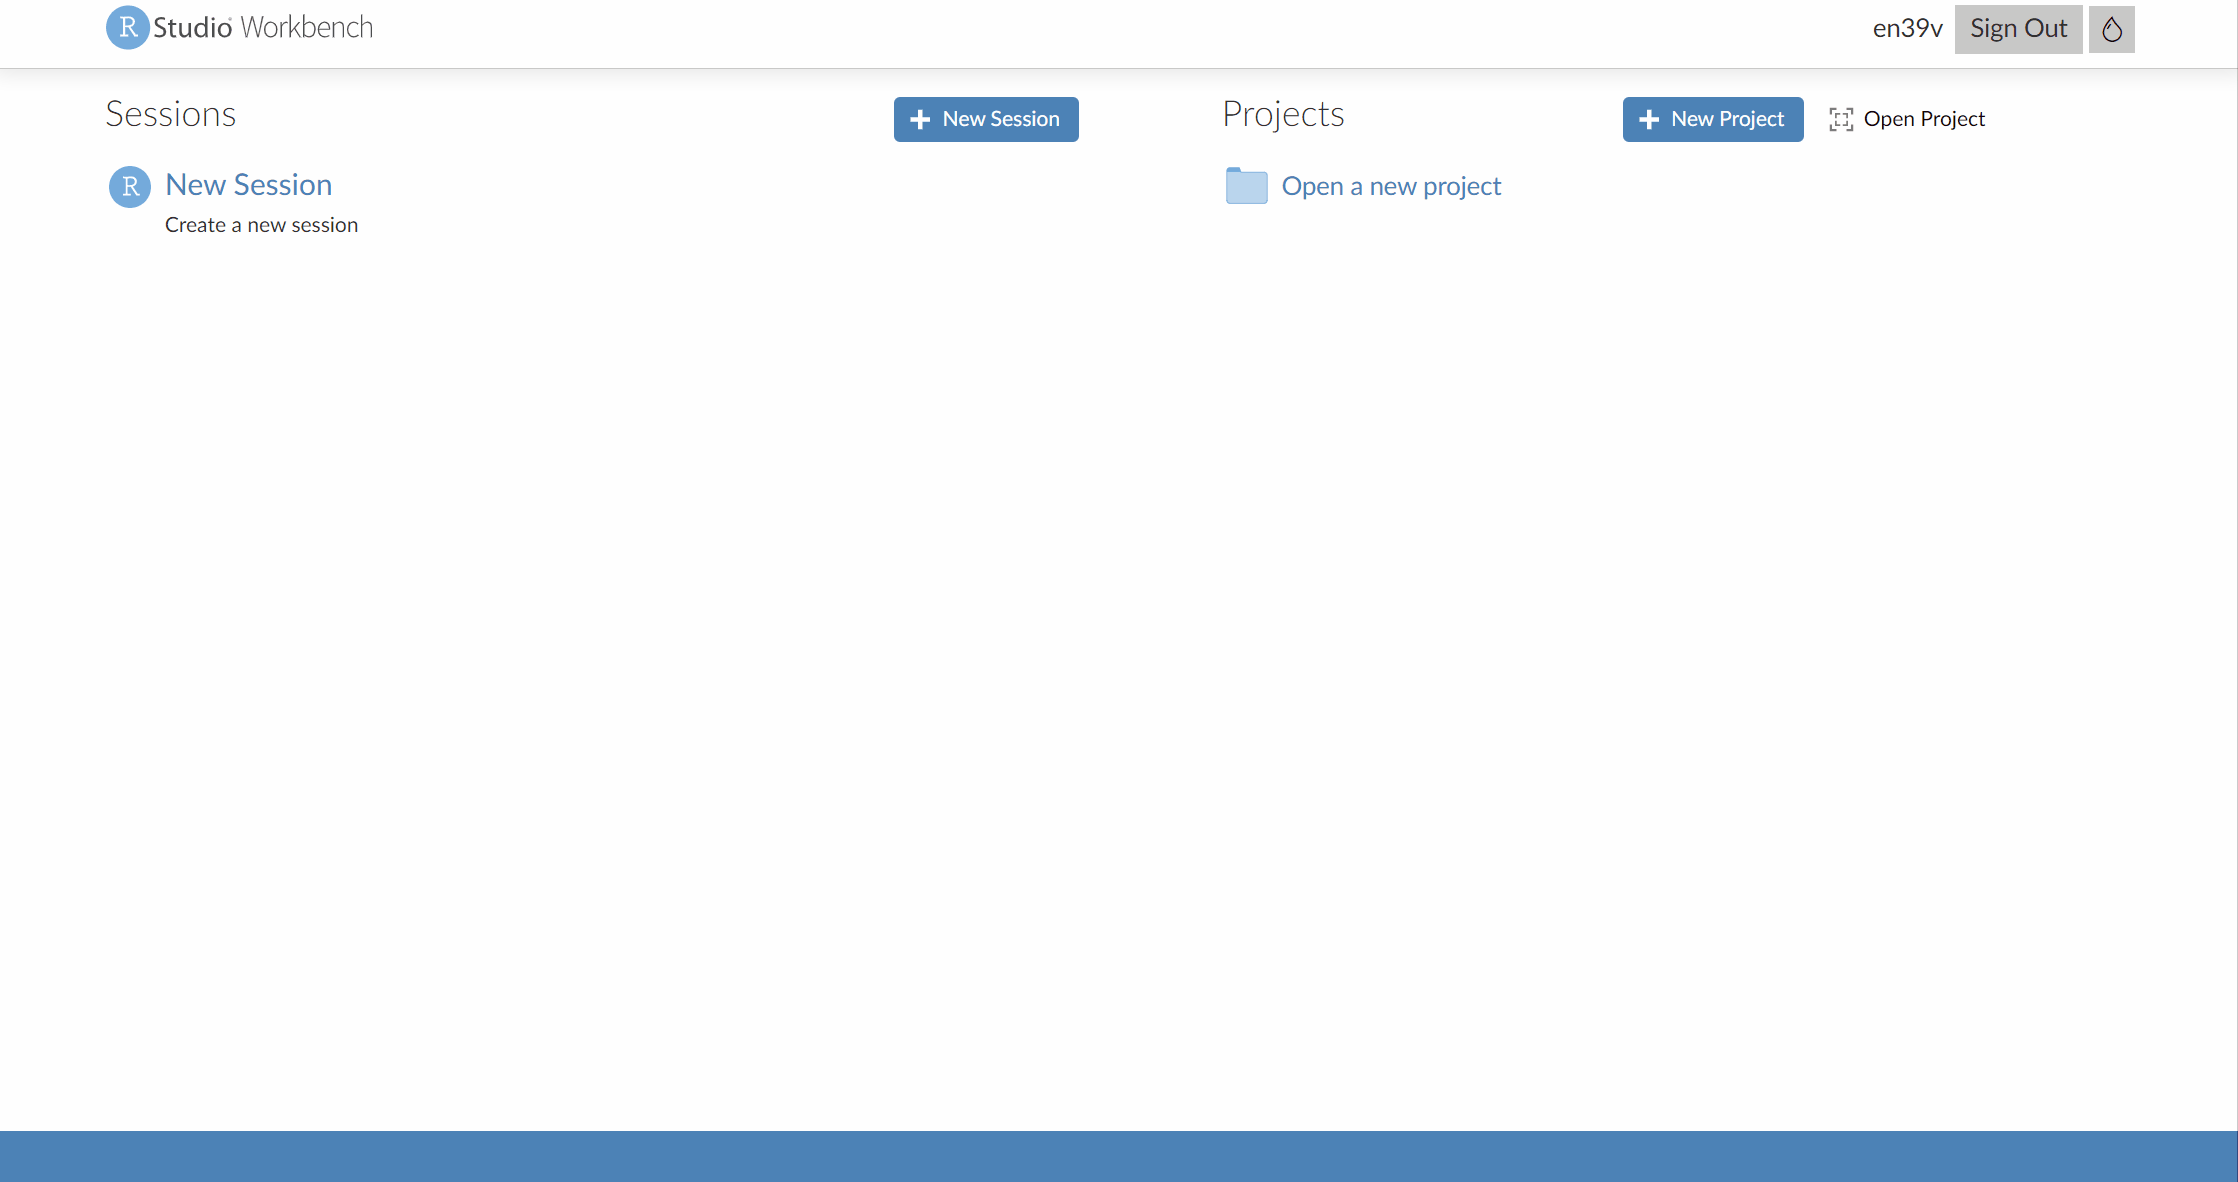 R Studio Workbench
en39v Sign Out
Sessions
New Session
R New Session
Create a new session
Projects
New Project
Open Project
Open a new project